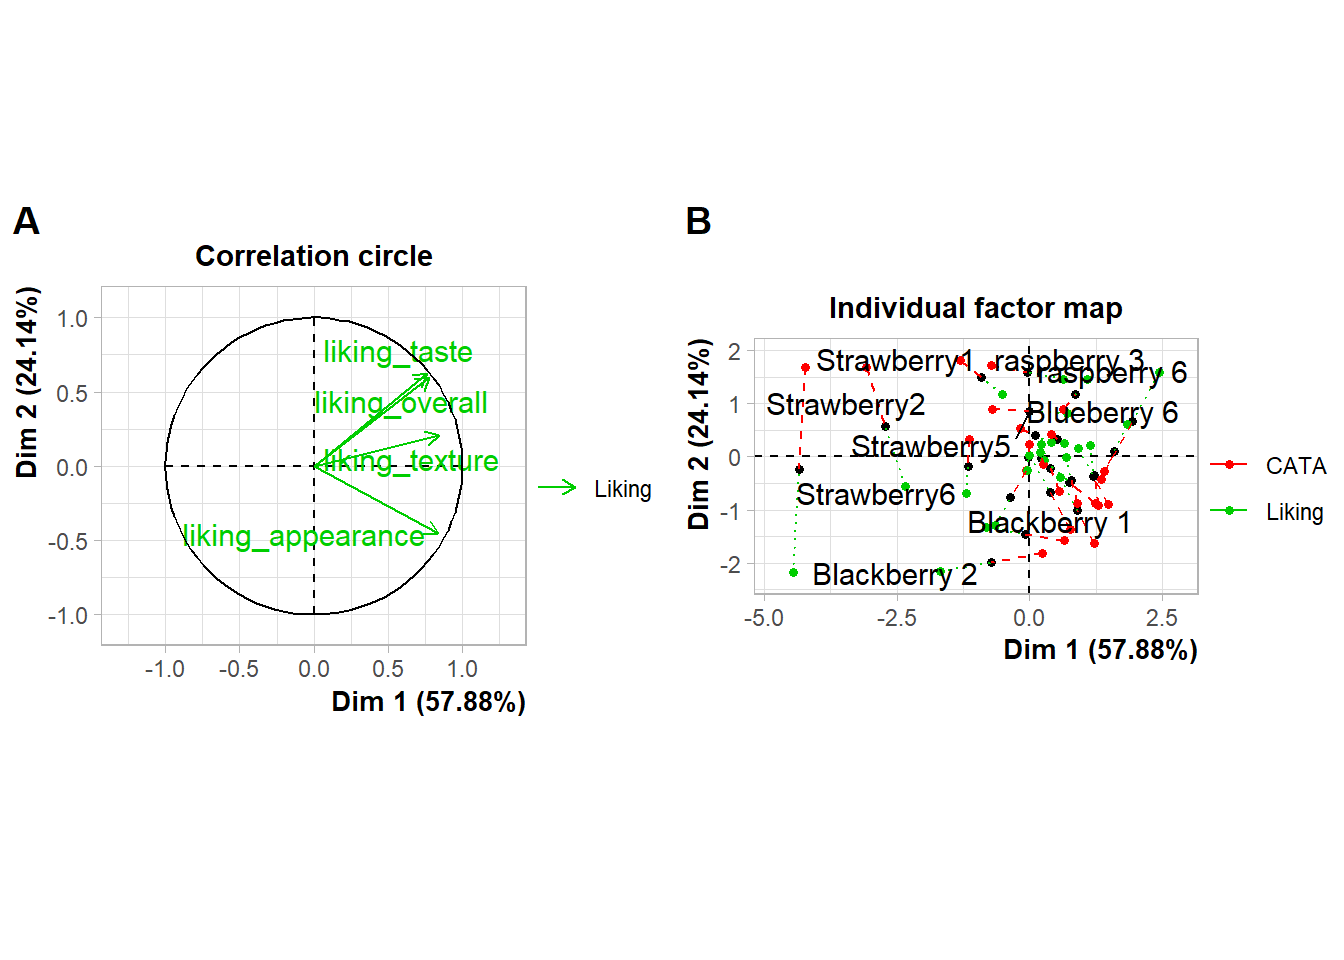 A
Correlation circle
Dim 2 (24.14%)
1.0
0.5
0.0
-0.5
-1.0
liking_taste
liking_overall
liking_texture
liking_appearance
-1.0 -0.5 0.0 0.5 1.0
Dim 1 (57.88%)
Liking
B
Individual factor map
Dim 2 (24.14%)
2
1
0
-1
-2
Strawberry1 raspberry 3
raspberry 6
Strawberry2 Blueberry 6
Strawberry5
Strawberry6
Blackberry 1
Blackberry 2
-5.0 -2.5 0.0 2.5
Dim 1 (57.88%)
CATA
Liking